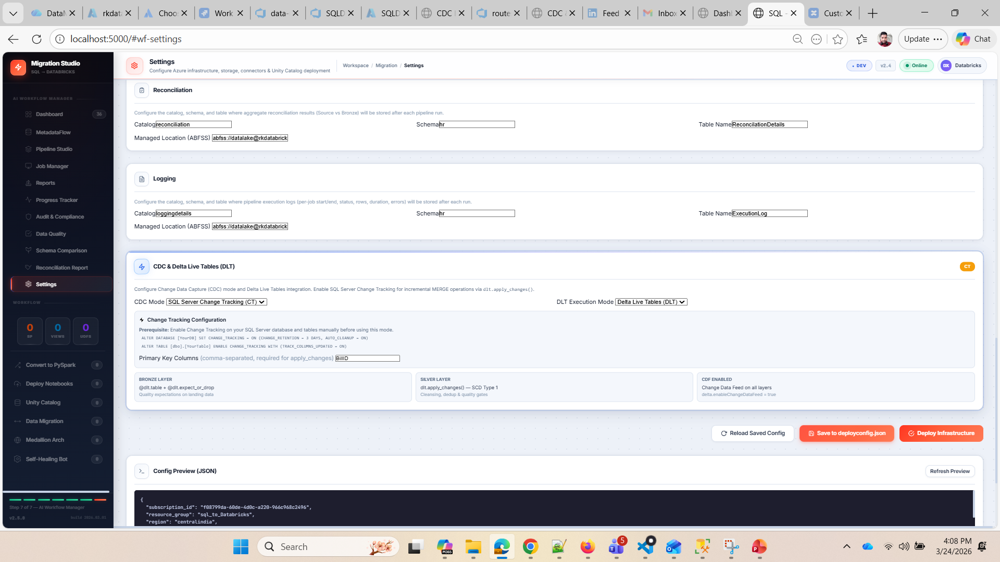 DataM
rkdata
Choo
Work
data-
SQLD
SQLD
CDC
route
CDC &
Feed
Inbox
Dash
SQL -
Custo
localhost:5000/#wf-settings
Update
Chat
Migration Studio
SQL → DATABRICKS
Settings
Configure Azure infrastructure, storage, connectors & Unity Catalog deployment
Workspace / Migration / Settings
• DEV
v2.4
Online
DX
Databricks
AI WORKFLOW MANAGER
Dashboard 36
MetadataFlow
Pipeline Studio
Job Manager
Reports
Progress Tracker
Audit & Compliance
Data Quality
Schema Comparison
Reconciliation Report
Settings
WORKFLOW
0 0 0
SP VIEWS UDFS
Convert to PySpark 0
Deploy Notebooks 0
Unity Catalog 0
Data Migration 0
Medallion Arch 0
Self-Healing Bot 0
Step 7 of 7 — AI Workflow Manager
v2.5.0 build 2026.03.01
Reconciliation
Configure the catalog, schema, and table where aggregate reconciliation results (Source vs Bronze) will be stored after each pipeline run.
Catalog reconciliation Schema hr Table Name ReconcilationDetails
Managed Location (ABFSS) abfss://datalake@rkdatabrick
Logging
Configure the catalog, schema, and table where pipeline execution logs (per-job start/end, status, rows, duration, errors) will be stored after each run.
Catalog loggingdetails Schema hr Table Name ExecutionLog
Managed Location (ABFSS) abfss://datalake@rkdatabrick
CDC & Delta Live Tables (DLT) CT
Configure Change Data Capture (CDC) mode and Delta Live Tables integration. Enable SQL Server Change Tracking for incremental MERGE operations via dlt.apply_changes().
CDC Mode SQL Server Change Tracking (CT) DLT Execution Mode Delta Live Tables (DLT)
Change Tracking Configuration
Prerequisite: Enable Change Tracking on your SQL Server database and tables manually before using this mode.
ALTER DATABASE [YourDB] SET CHANGE_TRACKING = ON (CHANGE_RETENTION = 3 DAYS, AUTO_CLEANUP = ON)
ALTER TABLE [dbo].[YourTable] ENABLE CHANGE_TRACKING WITH (TRACK_COLUMNS_UPDATED = ON)
Primary Key Columns (comma-separated, required for apply_changes) BillID
BRONZE LAYER
@dlt.table + @dlt.expect_or_drop
Quality expectations on landing data
SILVER LAYER
dlt.apply_changes() — SCD Type 1
Cleansing, dedup & quality gates
CDF ENABLED
Change Data Feed on all layers
delta.enableChangeDataFeed = true
Reload Saved Config
Save to deployconfig.json
Deploy Infrastructure
Config Preview (JSON)
Refresh Preview
{
"subscription_id": "f08799da-60de-4d0c-a220-966c968c2496",
"resource_group": "sql_to_Databricks",
"region": "centralindia",
Search
M365
5
4:08 PM
3/24/2026